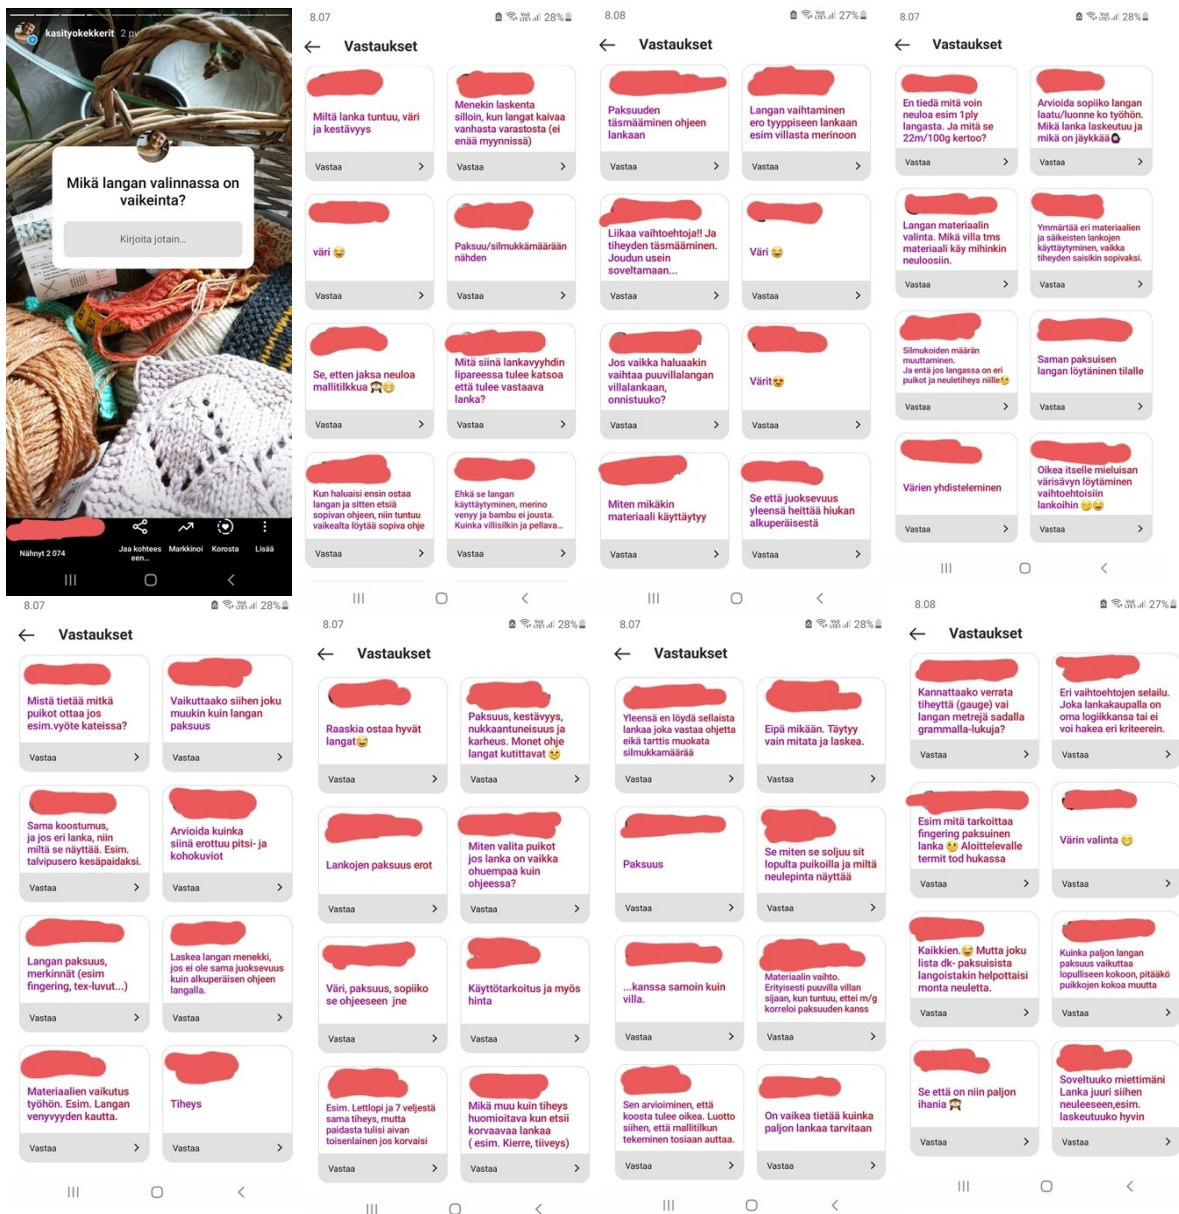 kasityokekkerit 2 pv
Mikä langan valinnassa on
vaikeinta?
Kirjoita jotain...
Nähnyt 2 074
Jaa kohtees
een...
Markkinoi
Korosta
Lisää
8.07
28%
Vastaukset
Miltä lanka tuntuu, väri
ja kestävyys
Vastaa
Menekin laskenta
silloin, kun langat kaivaa
vanhasta varastosta (ei
enää myynnissä)
Vastaa
väri 😅
Vastaa
Paksuu/silmukkämäärään
nähden
Vastaa
Se, etten jaksa neuloa
mallitilkkua 🙈😁
Vastaa
Mitä siinä lankavyyhdin
lipareessa tulee katsoa
että tulee vastaava
lanka?
Vastaa
Kun haluaisi ensin ostaa
langan ja sitten etsiä
sopivan ohjeen, niin tuntuu
vaikealta löytää sopiva ohje
Vastaa
Ehkä se langan
käyttäytyminen, merino
venyy ja bambu ei jousta.
Kuinka villisilkin ja pellava...
Vastaa
8.08
27%
Vastaukset
Paksuuden
täsmääminen ohjeen
lankaan
Vastaa
Langan vaihtaminen
ero tyyppiseen lankaan
esim villasta merinoon
Vastaa
Liikaa vaihtoehtoja!! Ja
tiheyden täsmääminen.
Joudun usein
soveltamaan...
Vastaa
Väri 😅
Vastaa
Jos vaikka haluaakin
vaihtaa puuvillalangan
villalankaan,
onnistuuko?
Vastaa
Värit😍
Vastaa
Miten mikäkin
materiaali käyttäytyy
Vastaa
Se että juoksevuus
yleensä heittää hiukan
alkuperäisestä
Vastaa
8.07
28%
Vastaukset
En tiedä mitä voin
neuloa esim 1ply
langasta. Ja mitä se
22m/100g kertoo?
Vastaa
Arvioida sopiiko langan
laatu/luonne ko työhön.
Mikä lanka laskeutuu ja
mikä on jäykkää
Vastaa
Langan materiaalin
valinta. Mikä villa tms
materiaali käy mihinkin
neuloosiin.
Vastaa
Ymmärtää eri materiaalien
ja säikeisten lankojen
käyttäytyminen, vaikka
tiheyden saisikin sopivaksi.
Vastaa
Silmukoiden määrän
muuttaminen.
Ja entä jos langassa on eri
puikot ja neuletiheys niille🤔
Vastaa
Saman paksuisen
langan löytäninen tilalle
Vastaa
Värien yhdisteleminen
Vastaa
Oikea itselle mieluisan
värisävyn löytäminen
vaihtoehtoisiin
lankoihin 🤭😅
Vastaa
8.07
28%
Vastaukset
Mistä tietää mitkä
puikot ottaa jos
esim.vyöte kateissa?
Vastaa
Vaikuttaako siihen joku
muukin kuin langan
paksuus
Vastaa
Sama koostumus,
ja jos eri lanka, niin
miltä se näyttää. Esim.
talvipusero kesäpaidaksi.
Vastaa
Arvioida kuinka
siinä erottuu pitsi- ja
kohokuviot
Vastaa
Langan paksuus,
merkinnät (esim
fingering, tex-luvut...)
Vastaa
Laskea langan menekki,
jos ei ole sama juoksevuus
kuin alkuperäisen ohjeen
langalla.
Vastaa
Materiaalien vaikutus
työhön. Esim. Langan
venyvyyden kautta.
Vastaa
Tiheys
Vastaa
8.07
28%
Vastaukset
Raaskia ostaa hyvät
langat😅
Vastaa
Paksuus, kestävyys,
nukkaantuneisuus ja
karheus. Monet ohje
langat kutittavat 😬
Vastaa
Lankojen paksuus erot
Vastaa
Miten valita puikot
jos lanka on vaikka
ohuempaa kuin
ohjeessa?
Vastaa
Väri, paksuus, sopiiko
se ohjeeseen jne
Vastaa
Käyttötarkoitus ja myös
hinta
Vastaa
Esim. Lettlopi ja 7 veljestä
sama tiheys, mutta
paidasta tulisi aivan
toisenlainen jos korvaisi
Vastaa
Mikä muu kuin tiheys
huomioitava kun etsii
korvaavaa lankaa
( esim. Kierre, tiiveys)
Vastaa
8.07
28%
Vastaukset
Yleensä en löydä sellaista
lankaa joka vastaa ohjetta
eikä tarttis muokata
silmukkamäärää
Vastaa
Eipä mikään. Täytyy
vain mitata ja laskea.
Vastaa
Paksuus
Vastaa
Se miten se soljuu sit
lopulta puikoilla ja miltä
neulepinta näyttää
Vastaa
...kanssa samoin kuin
villa.
Vastaa
Materiaalin vaihto.
Erityisesti puuvilla villan
sijaan, kun tuntuu, ettei m/g
korreloi paksuuden kanss
Vastaa
Sen arvioiminen, että
koosta tulee oikea. Luotto
siihen, että mallitilkun
tekeminen tosiaan auttaa.
Vastaa
On vaikea tietää kuinka
paljon lankaa tarvitaan
Vastaa
8.08
27%
Vastaukset
Kannattaako verrata
tiheyttä (gauge) vai
langan metrejä sadalla
grammalla-lukuja?
Vastaa
Eri vaihtoehtojen selailu.
Joka lankakaupalla on
oma logiikkansa tai ei
voi hakea eri kriteerein.
Vastaa
Esim mitä tarkoittaa
fingering paksuinen
lanka 🤔 Aloittelevalle
termit tod hukassa
Vastaa
Värin valinta 😁
Vastaa
Kaikkien.😅 Mutta joku
lista dk- paksuisista
langoistakin helpottaisi
monta neuletta.
Vastaa
Kuinka paljon langan
paksuus vaikuttaa
lopulliseen kokoon, pitääkö
puikkojen kokoa muutta
Vastaa
Se että on niin paljon
ihania 🙈
Vastaa
Soveltuuko miettimäni
Lanka juuri siihen
neuleeseen,esim.
laskeutuuko hyvin
Vastaa